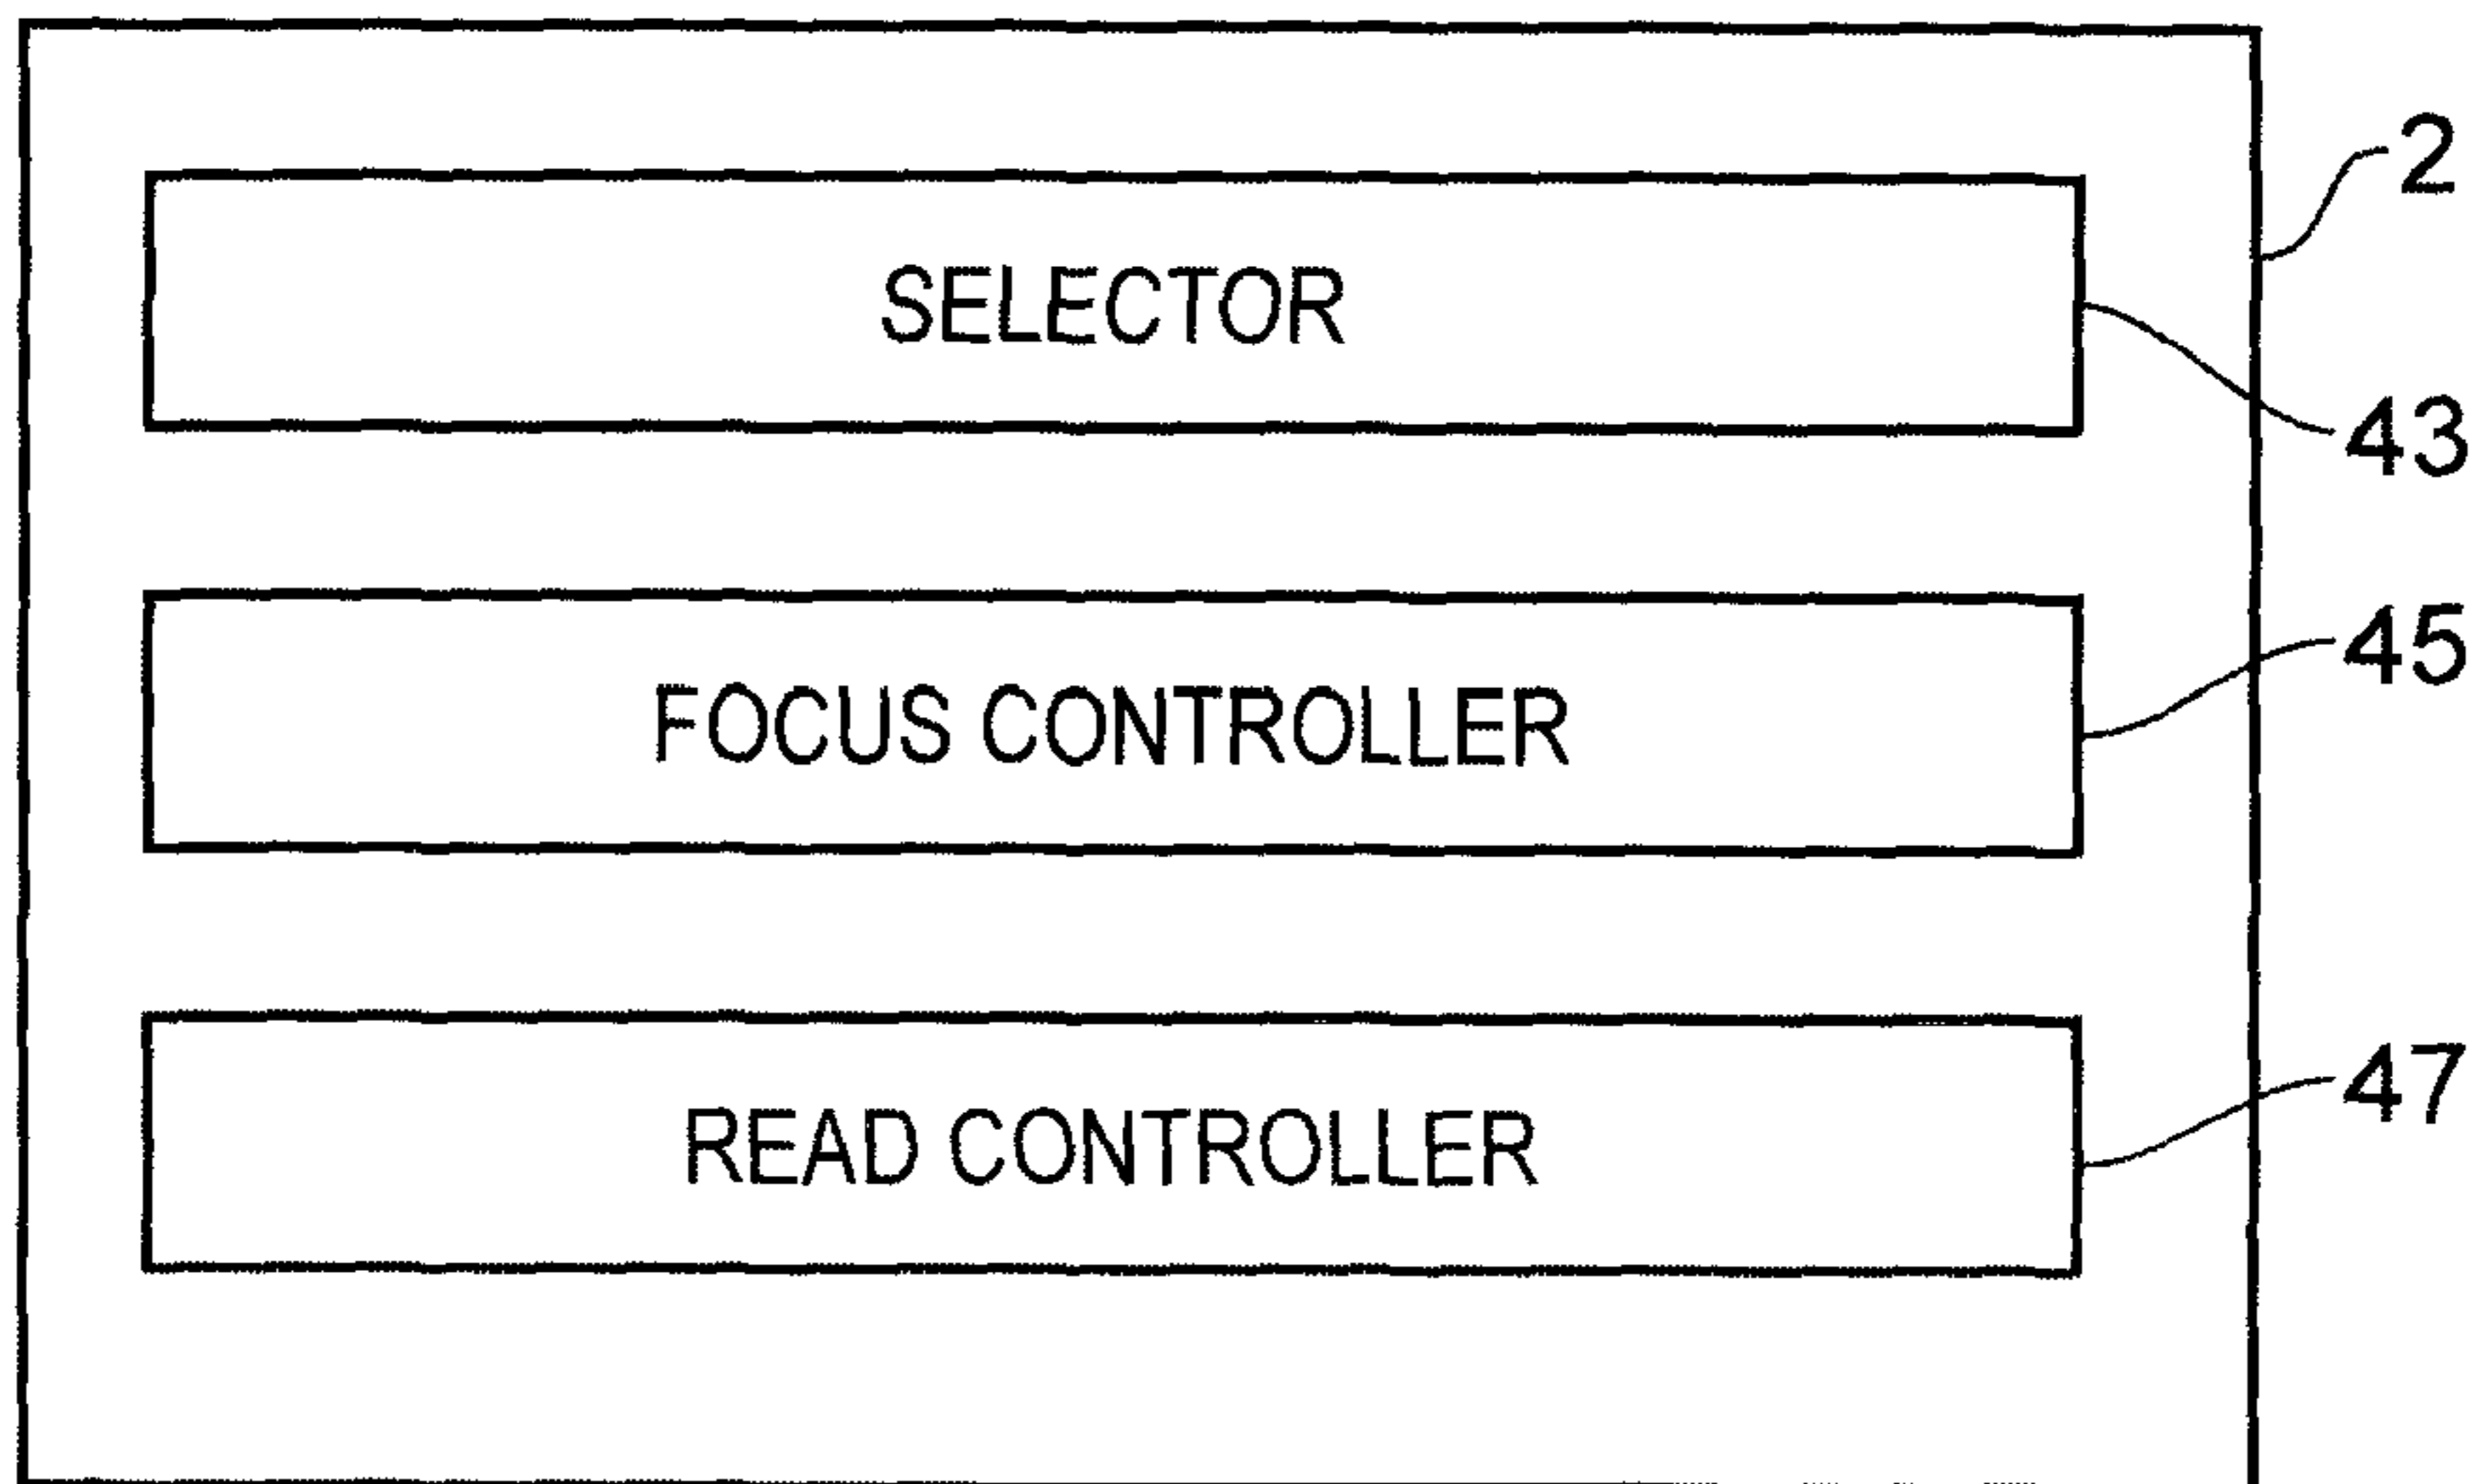 2
SELECTOR
43
45
FOCUS CONTROLLER
47
READ CONTROLLER